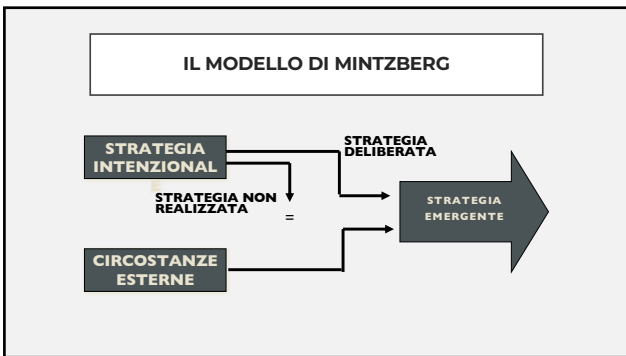 IL MODELLO DI MINTZBERG
STRATEGIA
INTENZIONAL
STRATEGIA
DELIBERATA
STRATEGIA NON
REALIZZATA
=
STRATEGIA
EMERGENTE
CIRCOSTANZE
ESTERNE